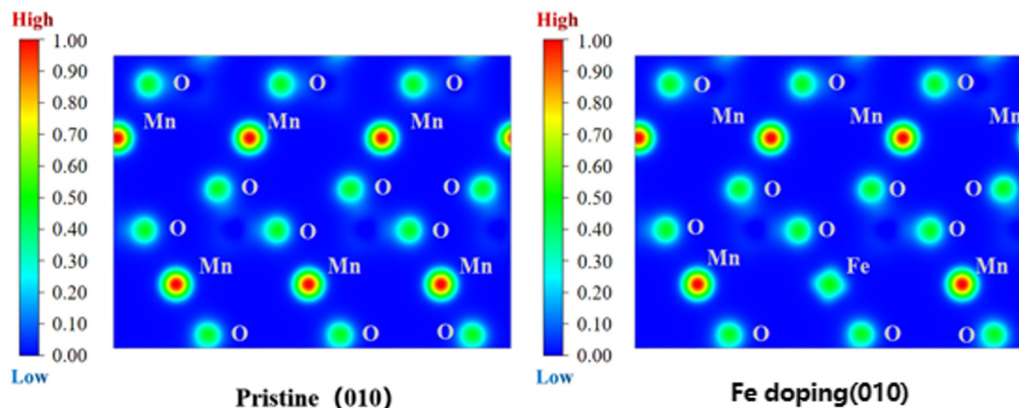 High
1.00
0.90
0.80
0.70
0.60
0.50
0.40
0.30
0.20
0.10
0.00
Low
O O O
Mn Mn Mn
O O O
O O O
Mn Mn Mn
O O O
Pristine (010)
High
1.00
0.90
0.80
0.70
0.60
0.50
0.40
0.30
0.20
0.10
0.00
Low
O O O
Mn Mn Mn
O O O
O O O
Mn Fe Mn
O O O
Fe doping(010)